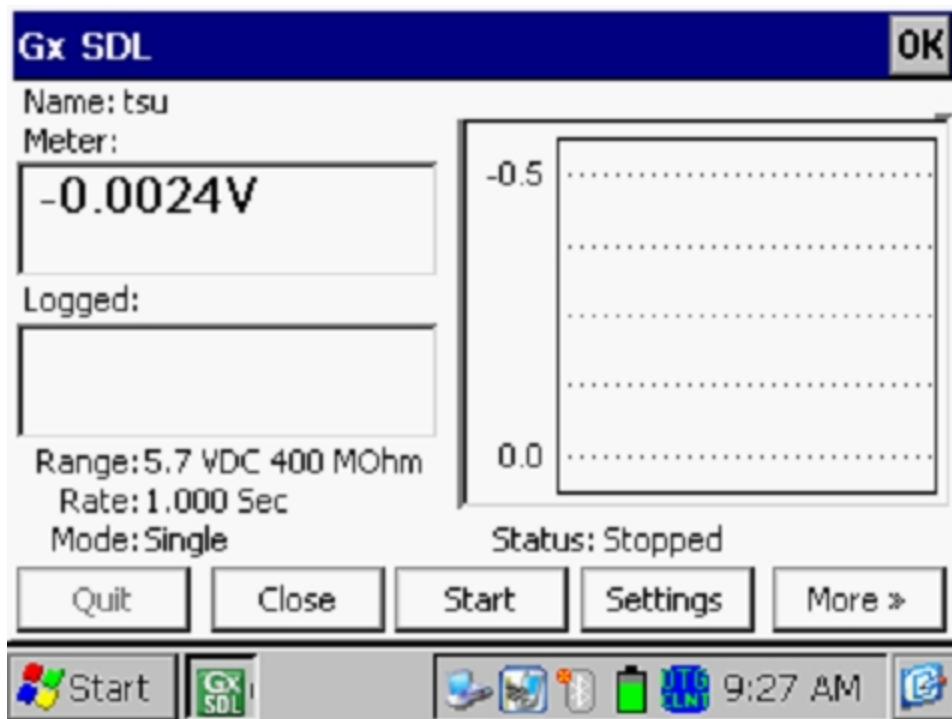 Gx SDL OK
Name: tsu
Meter:
-0.0024V
-0.5
Logged:
0.0
Range: 5.7 VDC 400 MOhm
Rate: 1.000 Sec
Mode: Single
Status: Stopped
Quit Close Start Settings More »
Start GX SDL DTG CLNT 9:27 AM